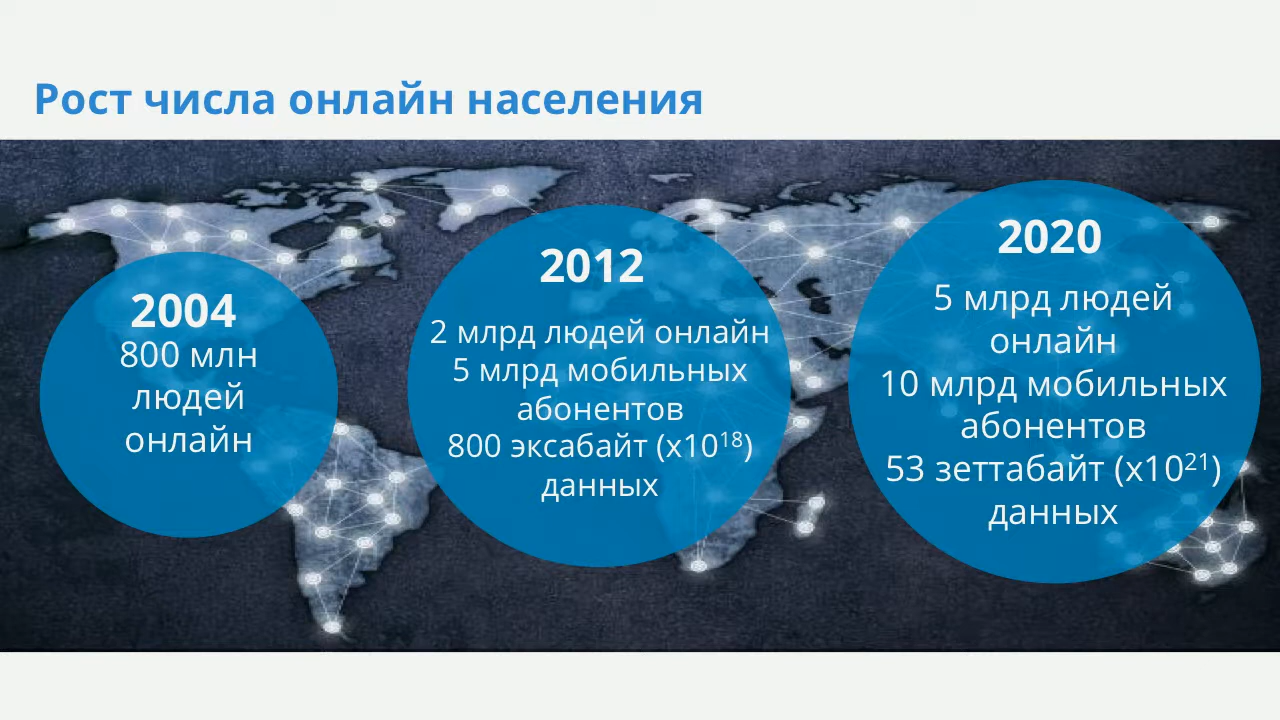 Рост числа онлайн населения
2004
800 млн
людей
онлайн
2012
2 млрд людей онлайн
5 млрд мобильных
абонентов
800 эксабайт (x10¹⁸)
данных
2020
5 млрд людей
онлайн
10 млрд мобильных
абонентов
53 зеттабайт (x10²¹)
данных